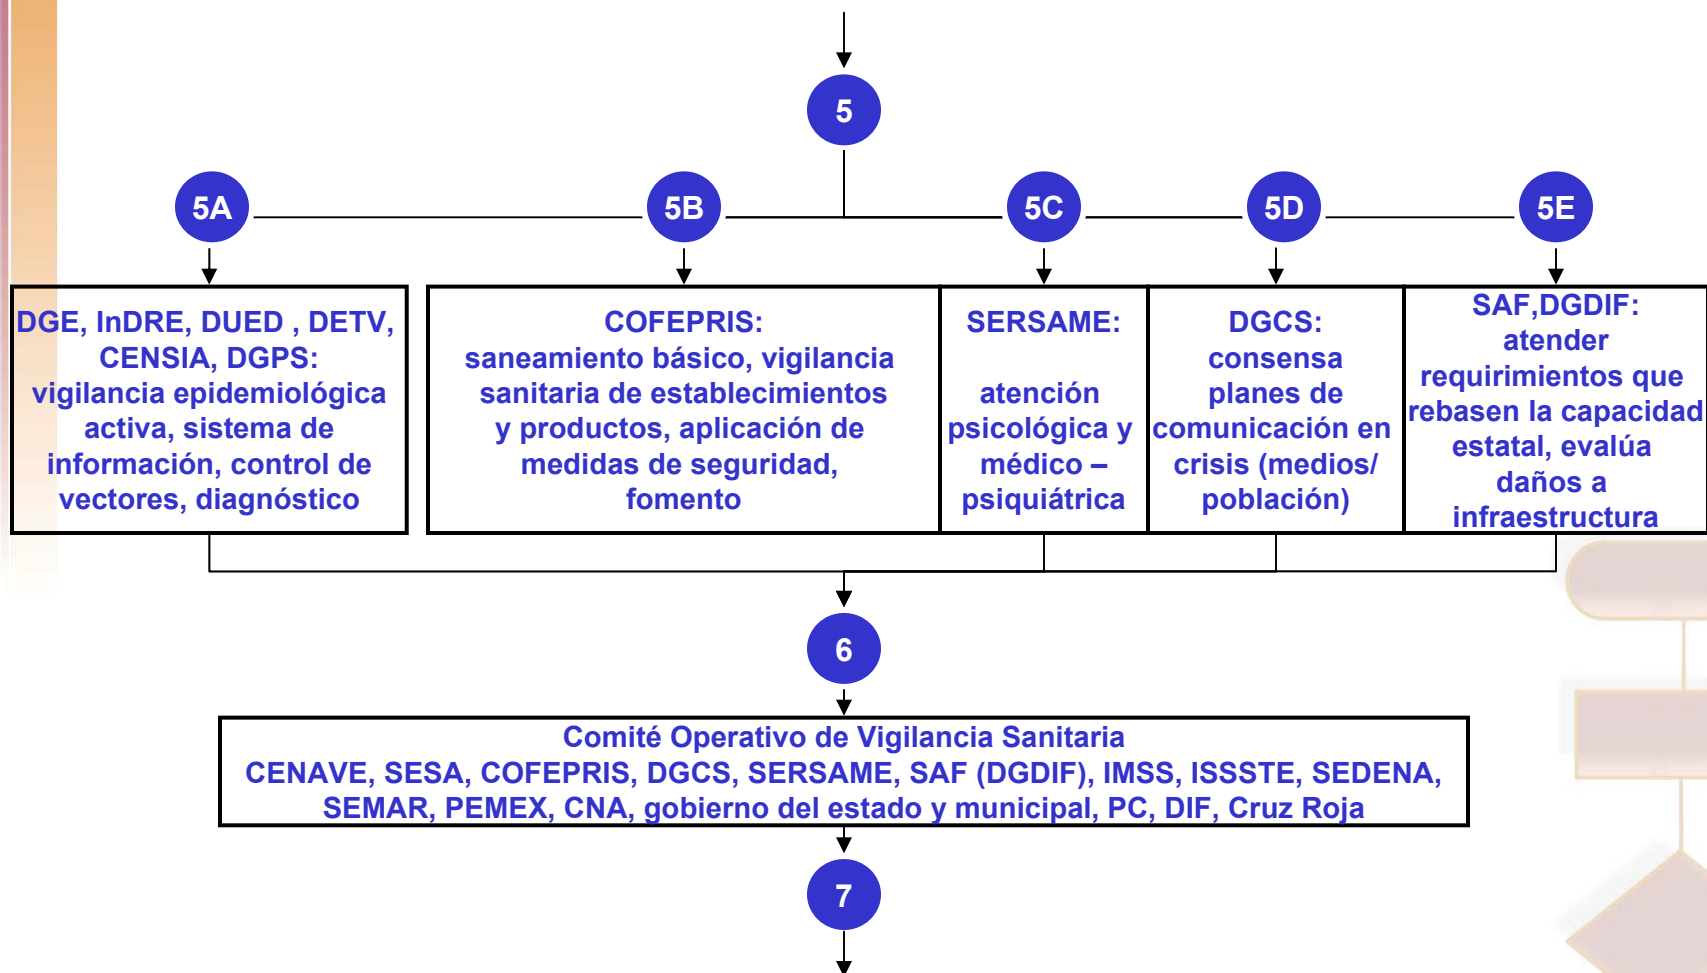 5
5A
5B
5C
5D
5E
DGE, InDRE, DUED , DETV,
CENSIA, DGPS:
vigilancia epidemiológica
activa, sistema de
información, control de
vectores, diagnóstico
COFEPRIS:
saneamiento básico, vigilancia
sanitaria de establecimientos
y productos, aplicación de
medidas de seguridad,
fomento
SERSAME:
atención
psicológica y
médico –
psiquiátrica
DGCS:
consensa
planes de
comunicación en
crisis (medios/
población)
SAF,DGDIF:
atender
requirimientos que
rebasen la capacidad
estatal, evalúa
daños a
infraestructura
6
Comité Operativo de Vigilancia Sanitaria
CENAVE, SESA, COFEPRIS, DGCS, SERSAME, SAF (DGDIF), IMSS, ISSSTE, SEDENA,
SEMAR, PEMEX, CNA, gobierno del estado y municipal, PC, DIF, Cruz Roja
7